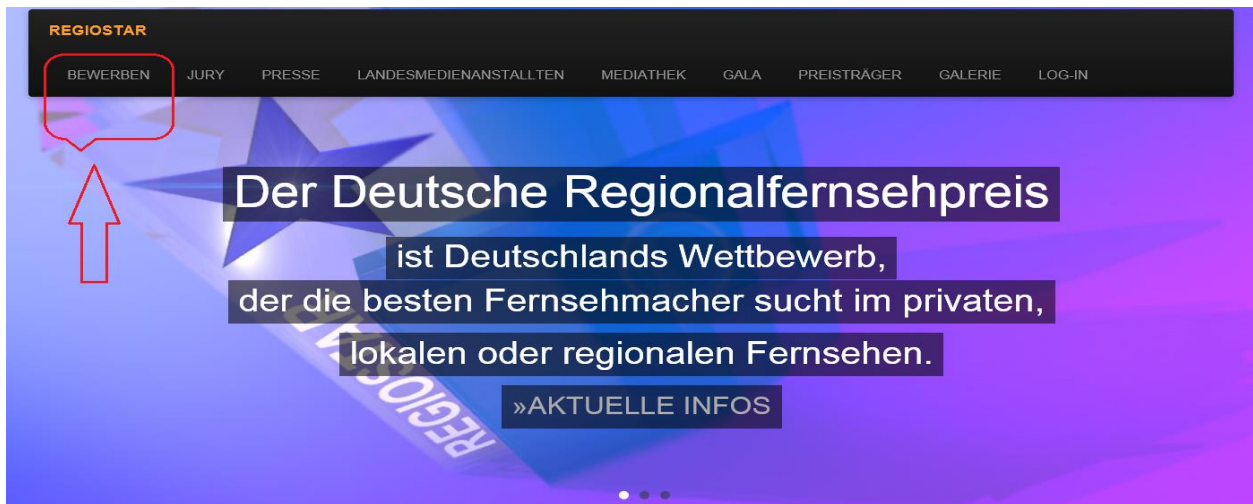 REGIOSTAR
BEWERBEN JURY PRESSE LANDESMEDIENANSTALLTEN MEDIATHEK GALA PREISTRÄGER GALERIE LOG-IN
Der Deutsche Regionalfernsehpreis
ist Deutschlands Wettbewerb,
der die besten Fernsehmacher sucht im privaten,
lokalen oder regionalen Fernsehen.
»AKTUELLE INFOS
REGIOSTAR